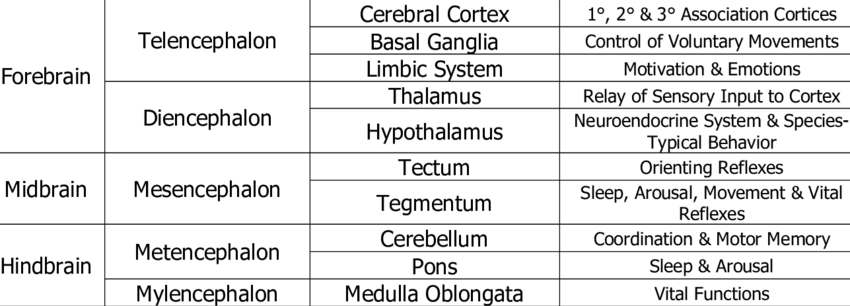 Forebrain
Telencephalon
Cerebral Cortex
1°, 2° & 3° Association Cortices
Basal Ganglia
Control of Voluntary Movements
Limbic System
Motivation & Emotions
Diencephalon
Thalamus
Relay of Sensory Input to Cortex
Hypothalamus
Neuroendocrine System & Species-
Typical Behavior
Midbrain
Mesencephalon
Tectum
Orienting Reflexes
Tegmentum
Sleep, Arousal, Movement & Vital
Reflexes
Hindbrain
Metencephalon
Cerebellum
Coordination & Motor Memory
Pons
Sleep & Arousal
Mylencephalon
Medulla Oblongata
Vital Functions